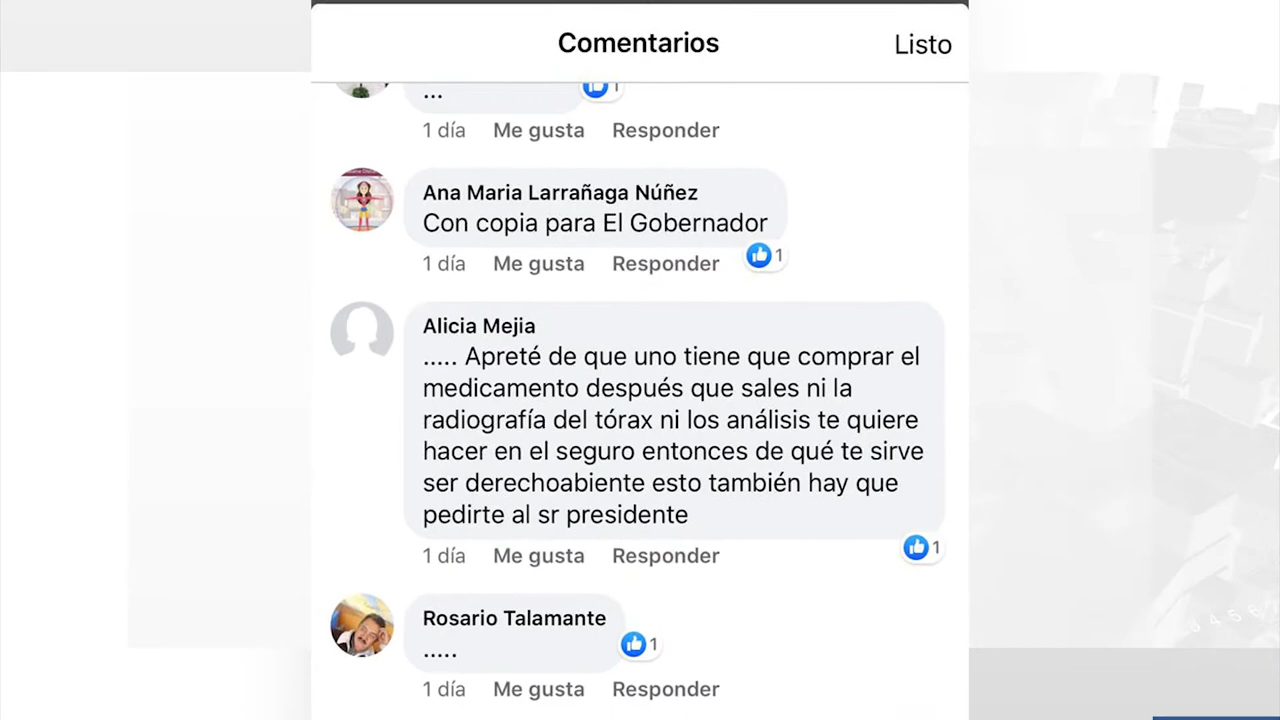 Comentarios
Listo
...
1
1 día Me gusta Responder
Ana Maria Larrañaga Núñez
Con copia para El Gobernador
1 día Me gusta Responder
1
Alicia Mejia
..... Apreté de que uno tiene que comprar el
medicamento después que sales ni la
radiografía del tórax ni los análisis te quiere
hacer en el seguro entonces de qué te sirve
ser derechoabiente esto también hay que
pedirte al sr presidente
1 día Me gusta Responder
1
Rosario Talamante
.....
1
1 día Me gusta Responder